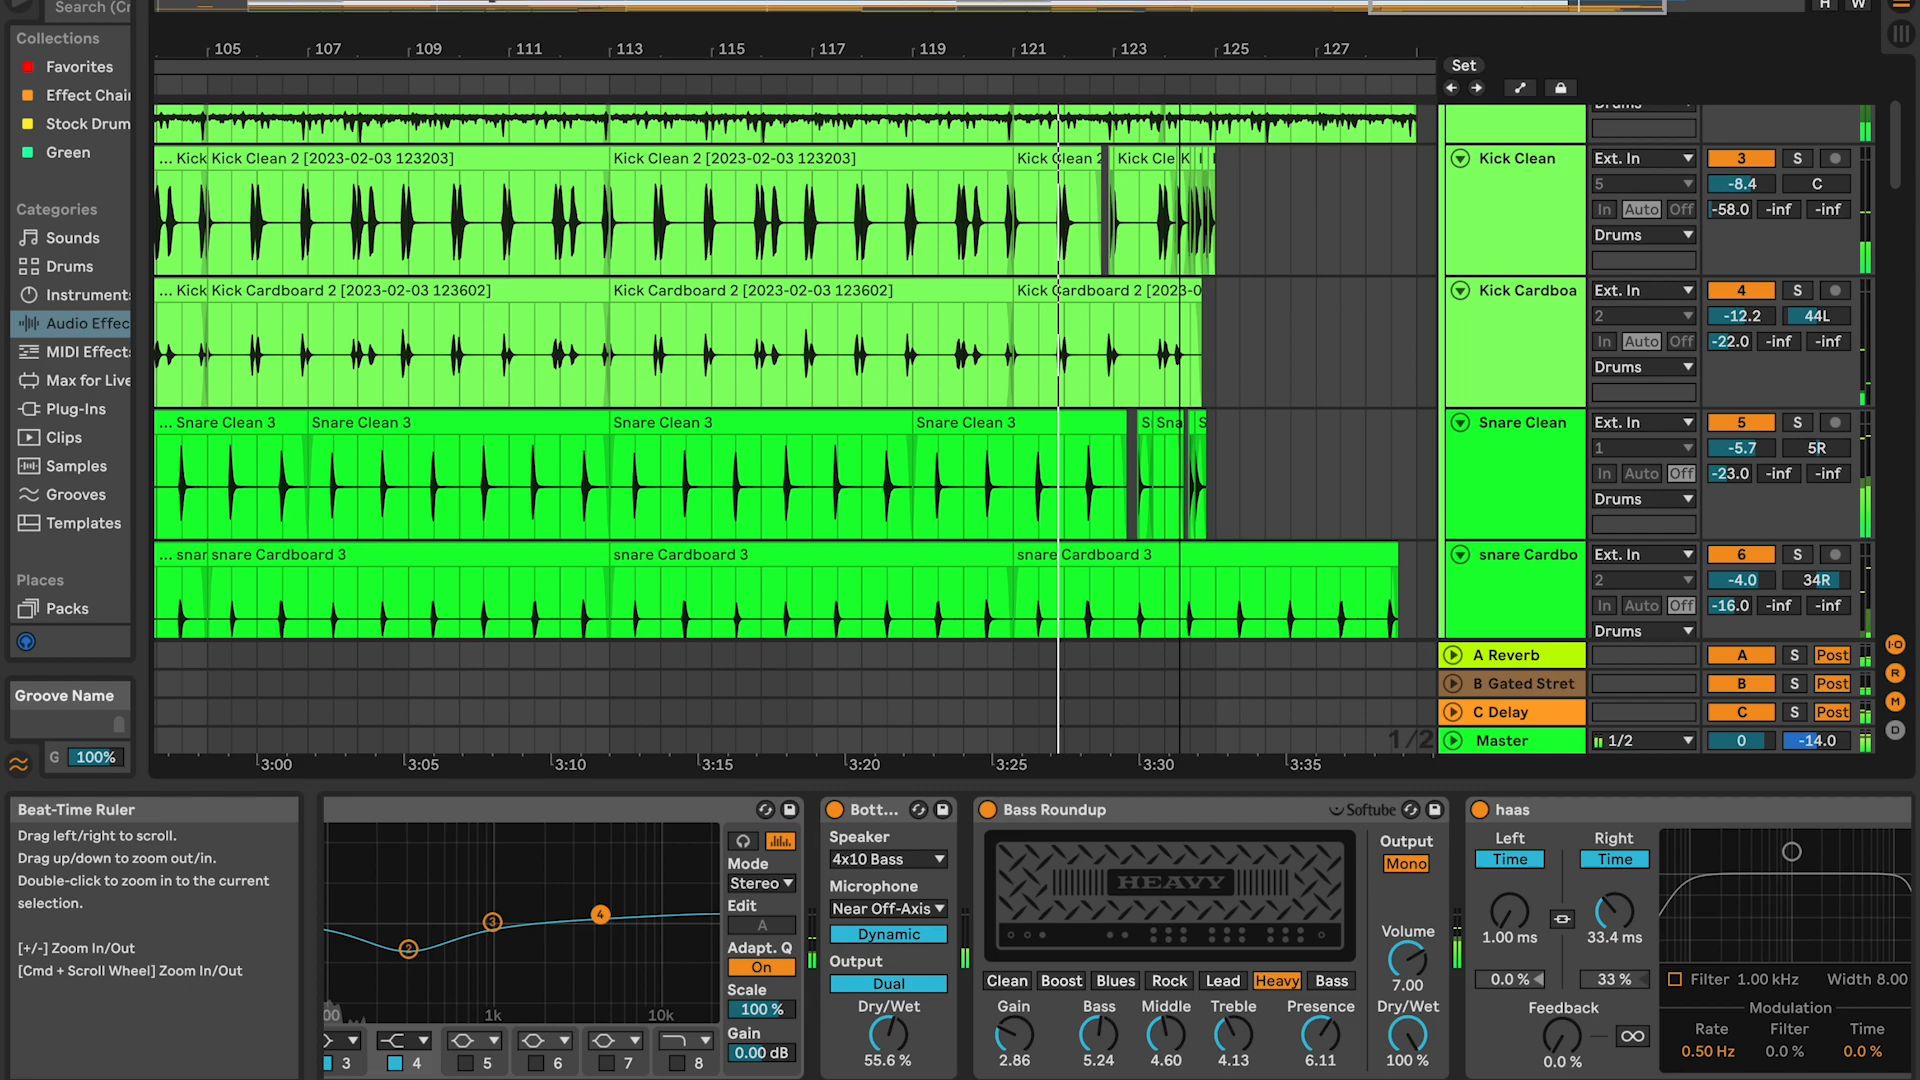 Search (Cr
H W
Collections
Favorites
Effect Chair
Stock Drum
Green
Categories
Sounds
Drums
Instruments
Audio Effec
MIDI Effects
Max for Live
Plug-Ins
Clips
Samples
Grooves
Templates
Places
Packs
Groove Name
G 100%
105 107 109 111 113 115 117 119 121 123 125 127
Set
Drums
... Kick Kick Clean 2 [2023-02-03 123203] Kick Clean 2 [2023-02-03 123203] Kick Clean 2 Kick Cle K
Kick Clean Ext. In 3 S
5 -8.4 C
In Auto Off -58.0 -inf -inf
Drums
... Kick Kick Cardboard 2 [2023-02-03 123602] Kick Cardboard 2 [2023-02-03 123602] Kick Cardboard 2 [2023-0
Kick Cardboa Ext. In 4 S
2 -12.2 44L
In Auto Off -22.0 -inf -inf
Drums
... Snare Clean 3 Snare Clean 3 Snare Clean 3 Snare Clean 3 S Sna S
Snare Clean Ext. In 5 S
1 -5.7 5R
In Auto Off -23.0 -inf -inf
Drums
... snar snare Cardboard 3 snare Cardboard 3 snare Cardboard 3
snare Cardbo Ext. In 6 S
2 -4.0 34R
In Auto Off -16.0 -inf -inf
Drums
A Reverb A S Post
B Gated Stret B S Post
C Delay C S Post
1/2 Master 1/2 0 -14.0
I·O
R
M
D
3:00 3:05 3:10 3:15 3:20 3:25 3:30 3:35
Beat-Time Ruler
Drag left/right to scroll.
Drag up/down to zoom out/in.
Double-click to zoom in to the current
selection.
[+/-] Zoom In/Out
[Cmd + Scroll Wheel] Zoom In/Out
2 3 4
00 1k 10k
3 4 5 6 7 8
Mode
Stereo
Edit
A
Adapt. Q
On
Scale
100 %
Gain
0.00 dB
Bott...
Speaker
4x10 Bass
Microphone
Near Off-Axis
Dynamic
Output
Dual
Dry/Wet
55.6 %
Bass Roundup Softube
HEAVY
Clean Boost Blues Rock Lead Heavy Bass
Gain Bass Middle Treble Presence
2.86 5.24 4.60 4.13 6.11
Output
Mono
Volume
7.00
Dry/Wet
100 %
haas
Left Right
Time Time
1.00 ms 33.4 ms
0.0 % 33 %
Feedback
0.0 %
Filter 1.00 kHz Width 8.00
Modulation
Rate Filter Time
0.50 Hz 0.0 % 0.0 %